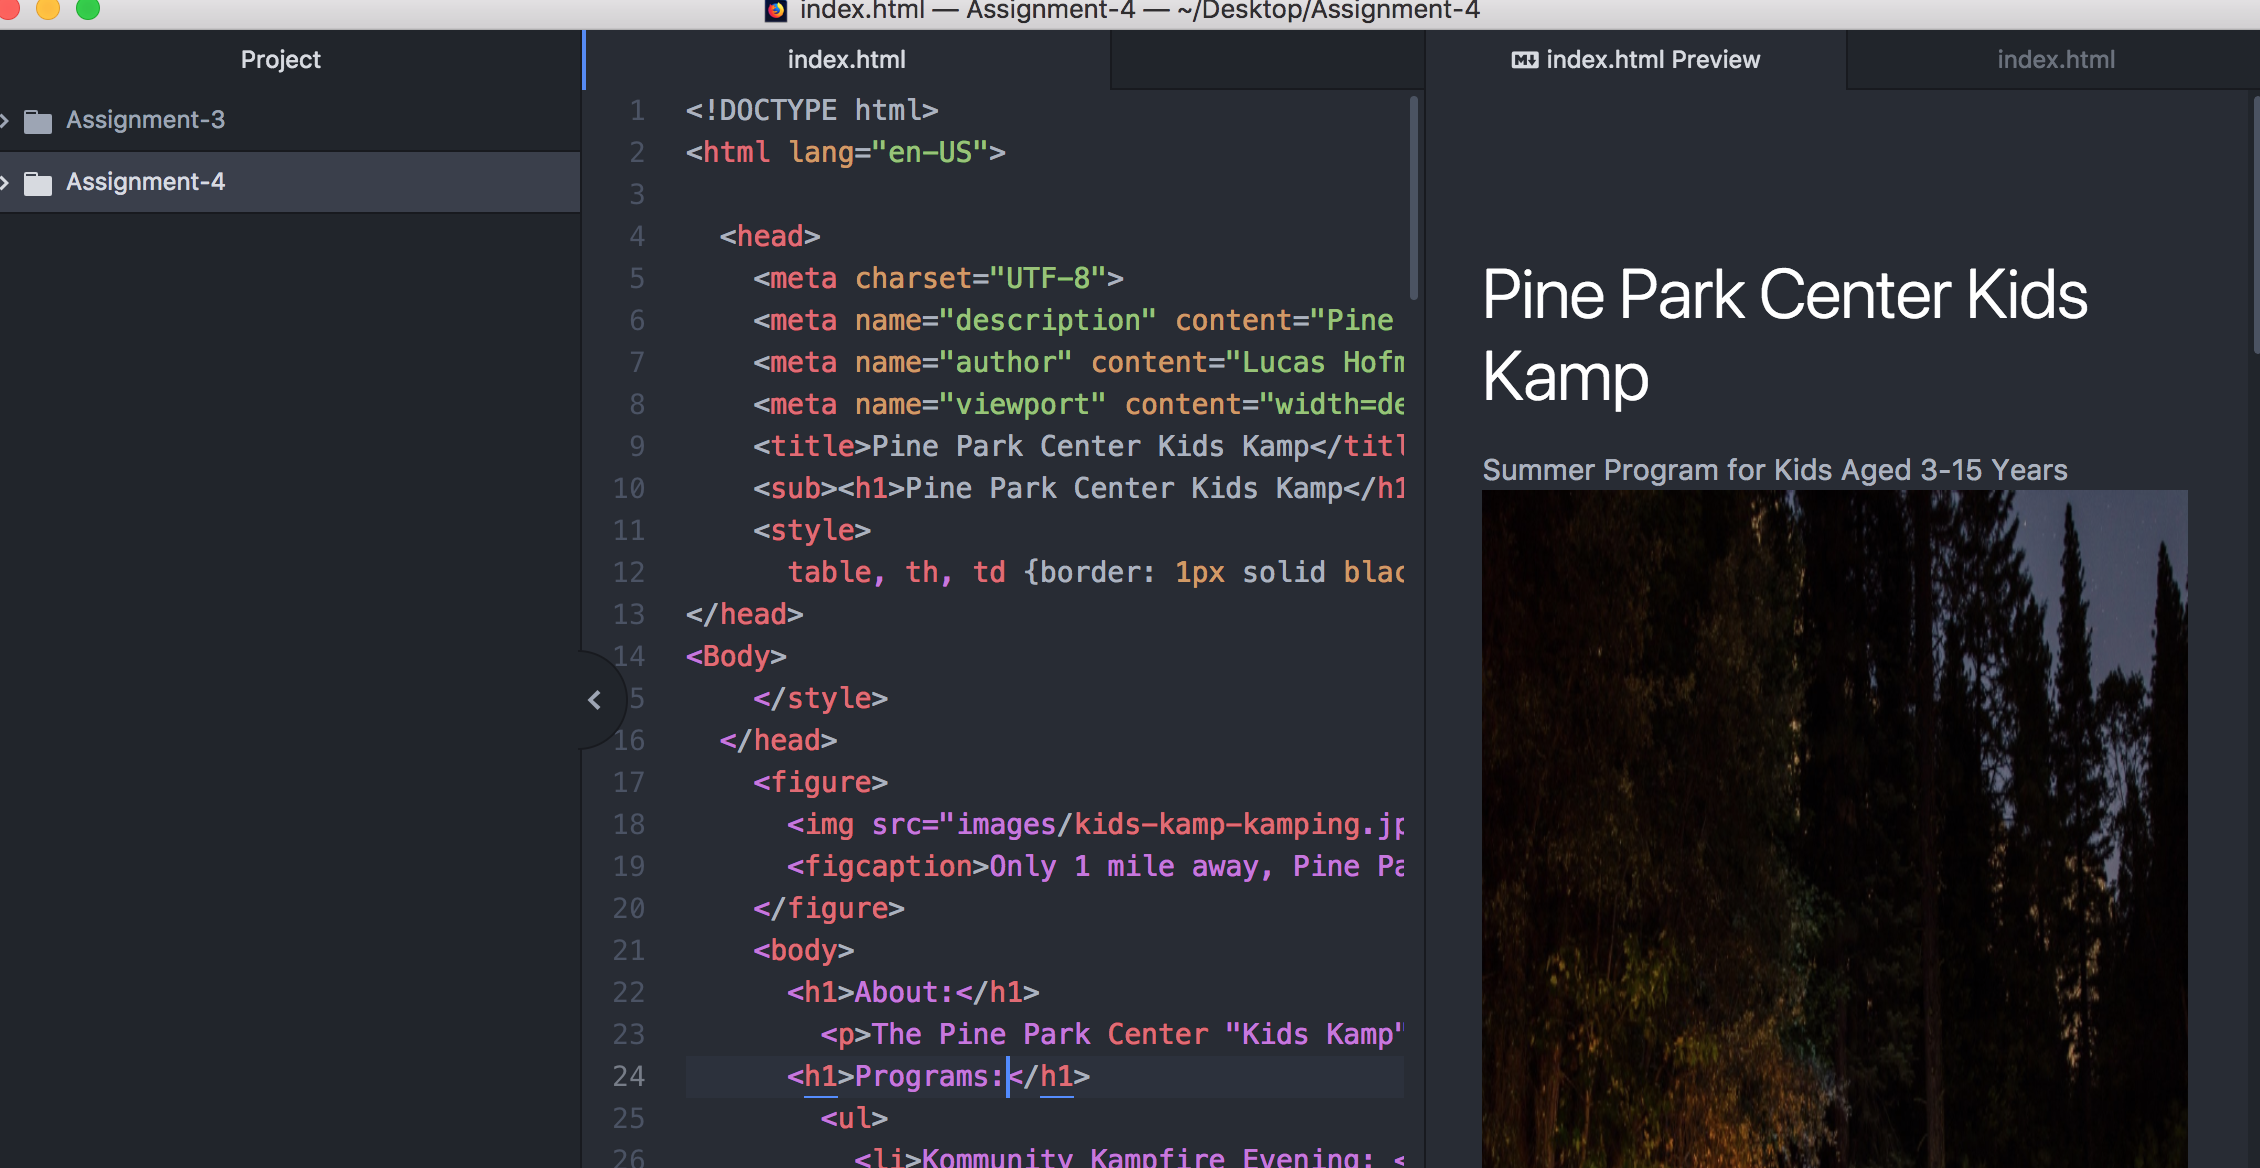 index.html — Assignment-4 — ~/Desktop/Assignment-4
Project
Assignment-3
Assignment-4
index.html
1 <!DOCTYPE html>
2 <html lang="en-US">
3
4 <head>
5 <meta charset="UTF-8">
6 <meta name="description" content="Pine
7 <meta name="author" content="Lucas Hofm
8 <meta name="viewport" content="width=de
9 <title>Pine Park Center Kids Kamp</titl
10 <sub><h1>Pine Park Center Kids Kamp</h1
11 <style>
12 table, th, td {border: 1px solid blac
13 </head>
14 <Body>
5 </style>
16 </head>
17 <figure>
18 <img src="images/kids-kamp-kamping.jp
19 <figcaption>Only 1 mile away, Pine Pa
20 </figure>
21 <body>
22 <h1>About:</h1>
23 <p>The Pine Park Center "Kids Kamp"
24 <h1>Programs:</h1>
25 <ul>
26 <li>Kommunity Kampfire Evening: <
index.html Preview
index.html
Pine Park Center Kids
Kamp
Summer Program for Kids Aged 3-15 Years